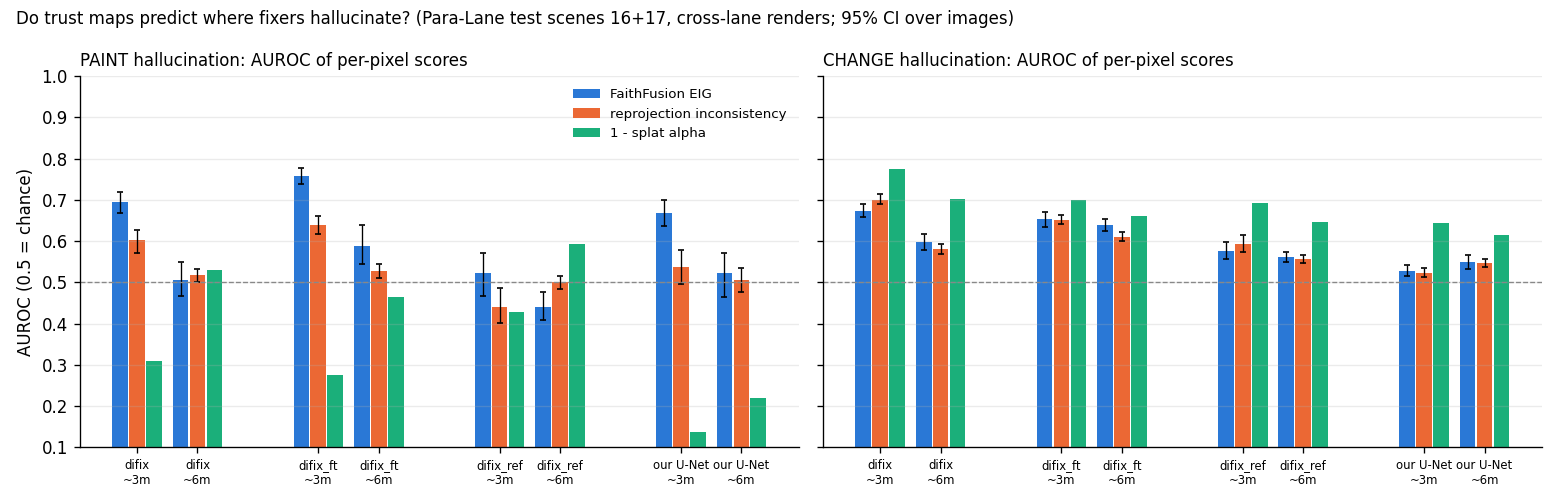 Do trust maps predict where fixers hallucinate? (Para-Lane test scenes 16+17, cross-lane renders; 95% CI over images)
PAINT hallucination: AUROC of per-pixel scores
CHANGE hallucination: AUROC of per-pixel scores
FaithFusion EIG
reprojection inconsistency
1 - splat alpha
AUROC (0.5 = chance)
1.0
0.9
0.8
0.7
0.6
0.5
0.4
0.3
0.2
0.1
difix difix difix_ft difix_ft difix_ref difix_ref our U-Net our U-Net
~3m ~6m ~3m ~6m ~3m ~6m ~3m ~6m
difix difix difix_ft difix_ft difix_ref difix_ref our U-Net our U-Net
~3m ~6m ~3m ~6m ~3m ~6m ~3m ~6m